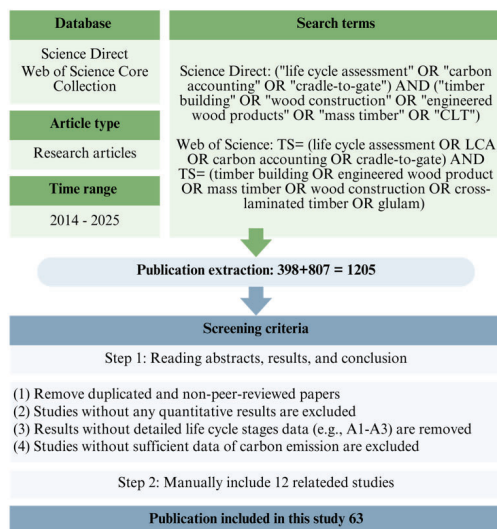 Database
Science Direct
Web of Science Core
Collection
Article type
Research articles
Time range
2014 - 2025
Search terms
Science Direct: ("life cycle assessment" OR "carbon
accounting" OR "cradle-to-gate") AND ("timber
building" OR "wood construction" OR "engineered
wood products" OR "mass timber" OR "CLT")
Web of Science: TS= (life cycle assessment OR LCA
OR carbon accounting OR cradle-to-gate) AND
TS= (timber building OR engineered wood product
OR mass timber OR wood construction OR cross-
laminated timber OR glulam)
Publication extraction: 398+807 = 1205
Screening criteria
Step 1: Reading abstracts, results, and conclusion
(1) Remove duplicated and non-peer-reviewed papers
(2) Studies without any quantitative results are excluded
(3) Results without detailed life cycle stages data (e.g., A1-A3) are removed
(4) Studies without sufficient data of carbon emission are excluded
Step 2: Manually include 12 relateded studies
Publication included in this study 63